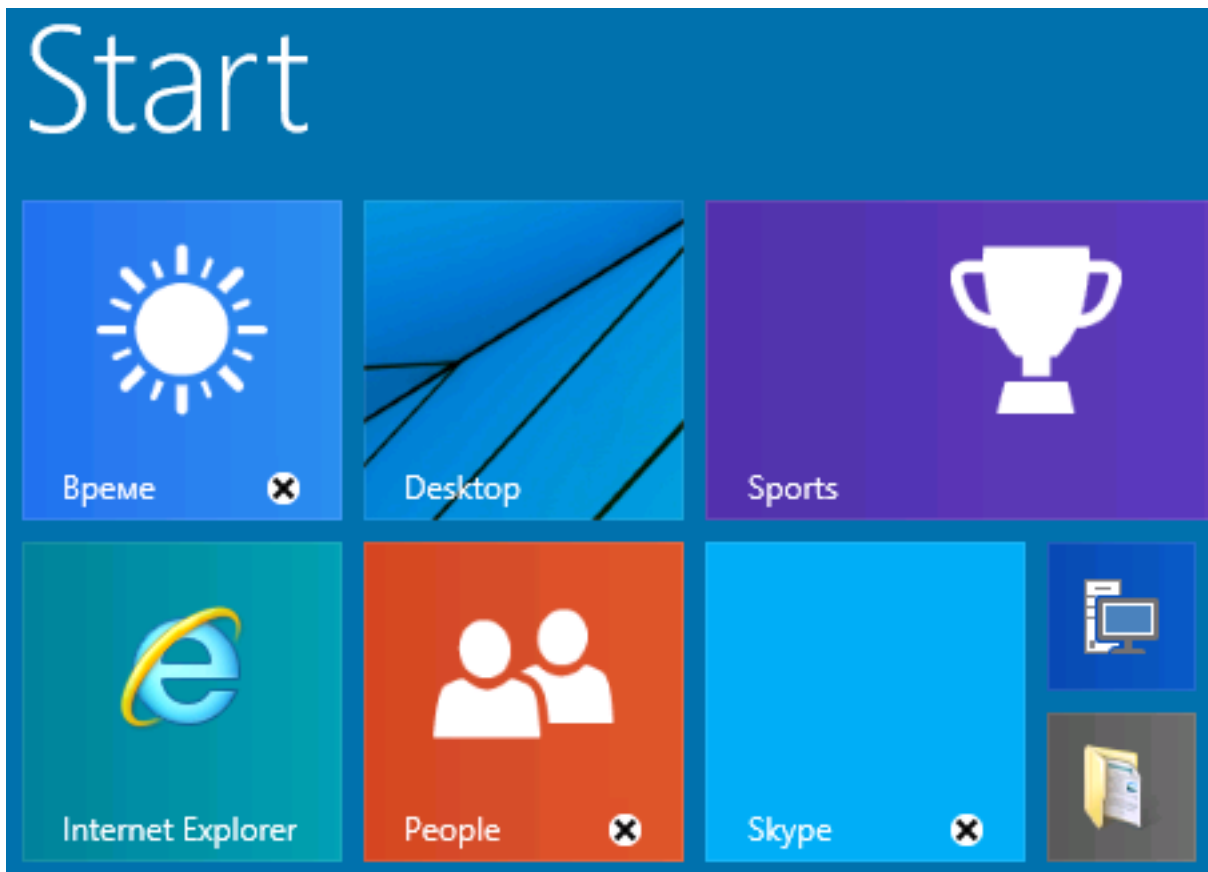 Start
Време
Desktop
Sports
Internet Explorer
People
Skype